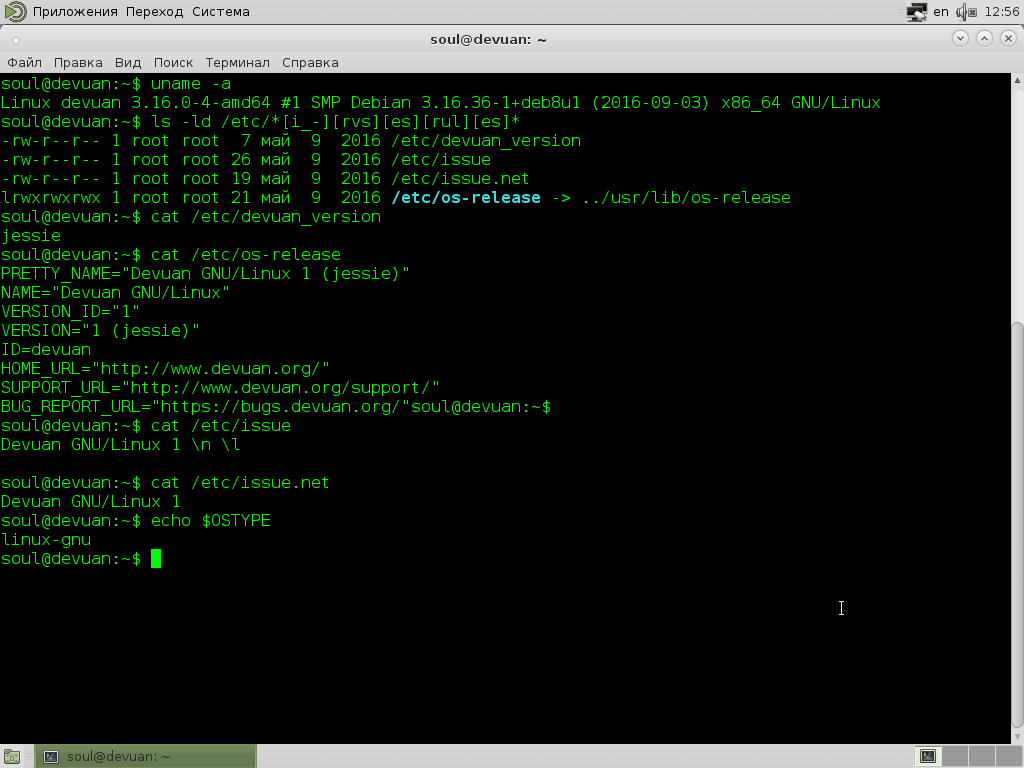 Приложения Переход Система en 12:56
soul@devuan: ~
Файл Правка Вид Поиск Терминал Справка
soul@devuan:~$ uname -a
Linux devuan 3.16.0-4-amd64 #1 SMP Debian 3.16.36-1+deb8u1 (2016-09-03) x86_64 GNU/Linux
soul@devuan:~$ ls -ld /etc/*[i_-][rvs][es][rul][es]*
-rw-r--r-- 1 root root  7 май  9  2016 /etc/devuan_version
-rw-r--r-- 1 root root 26 май  9  2016 /etc/issue
-rw-r--r-- 1 root root 19 май  9  2016 /etc/issue.net
lrwxrwxrwx 1 root root 21 май  9  2016 /etc/os-release -> ../usr/lib/os-release
soul@devuan:~$ cat /etc/devuan_version
jessie
soul@devuan:~$ cat /etc/os-release
PRETTY_NAME="Devuan GNU/Linux 1 (jessie)"
NAME="Devuan GNU/Linux"
VERSION_ID="1"
VERSION="1 (jessie)"
ID=devuan
HOME_URL="http://www.devuan.org/"
SUPPORT_URL="http://www.devuan.org/support/"
BUG_REPORT_URL="https://bugs.devuan.org/"soul@devuan:~$
soul@devuan:~$ cat /etc/issue
Devuan GNU/Linux 1 \n \l
soul@devuan:~$ cat /etc/issue.net
Devuan GNU/Linux 1
soul@devuan:~$ echo $OSTYPE
linux-gnu
soul@devuan:~$
soul@devuan: ~